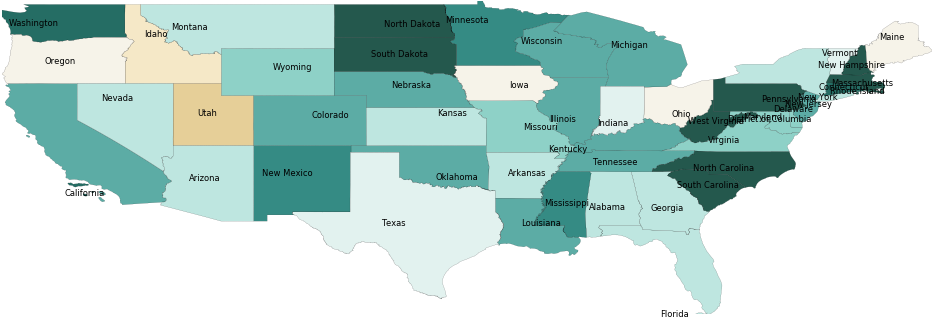 Washington
Idaho
Montana
North Dakota
Minnesota
Wisconsin
Michigan
Maine
Oregon
Wyoming
South Dakota
Vermont
New Hampshire
Massachusetts
Connecticut
Rhode Island
Nevada
Utah
Colorado
Nebraska
Iowa
Kansas
Missouri
Illinois
Indiana
Ohio
Pennsylvania
New York
New Jersey
Delaware
Maryland
District of Columbia
West Virginia
Virginia
Kentucky
California
Arizona
New Mexico
Oklahoma
Arkansas
Tennessee
North Carolina
South Carolina
Texas
Louisiana
Mississippi
Alabama
Georgia
Florida